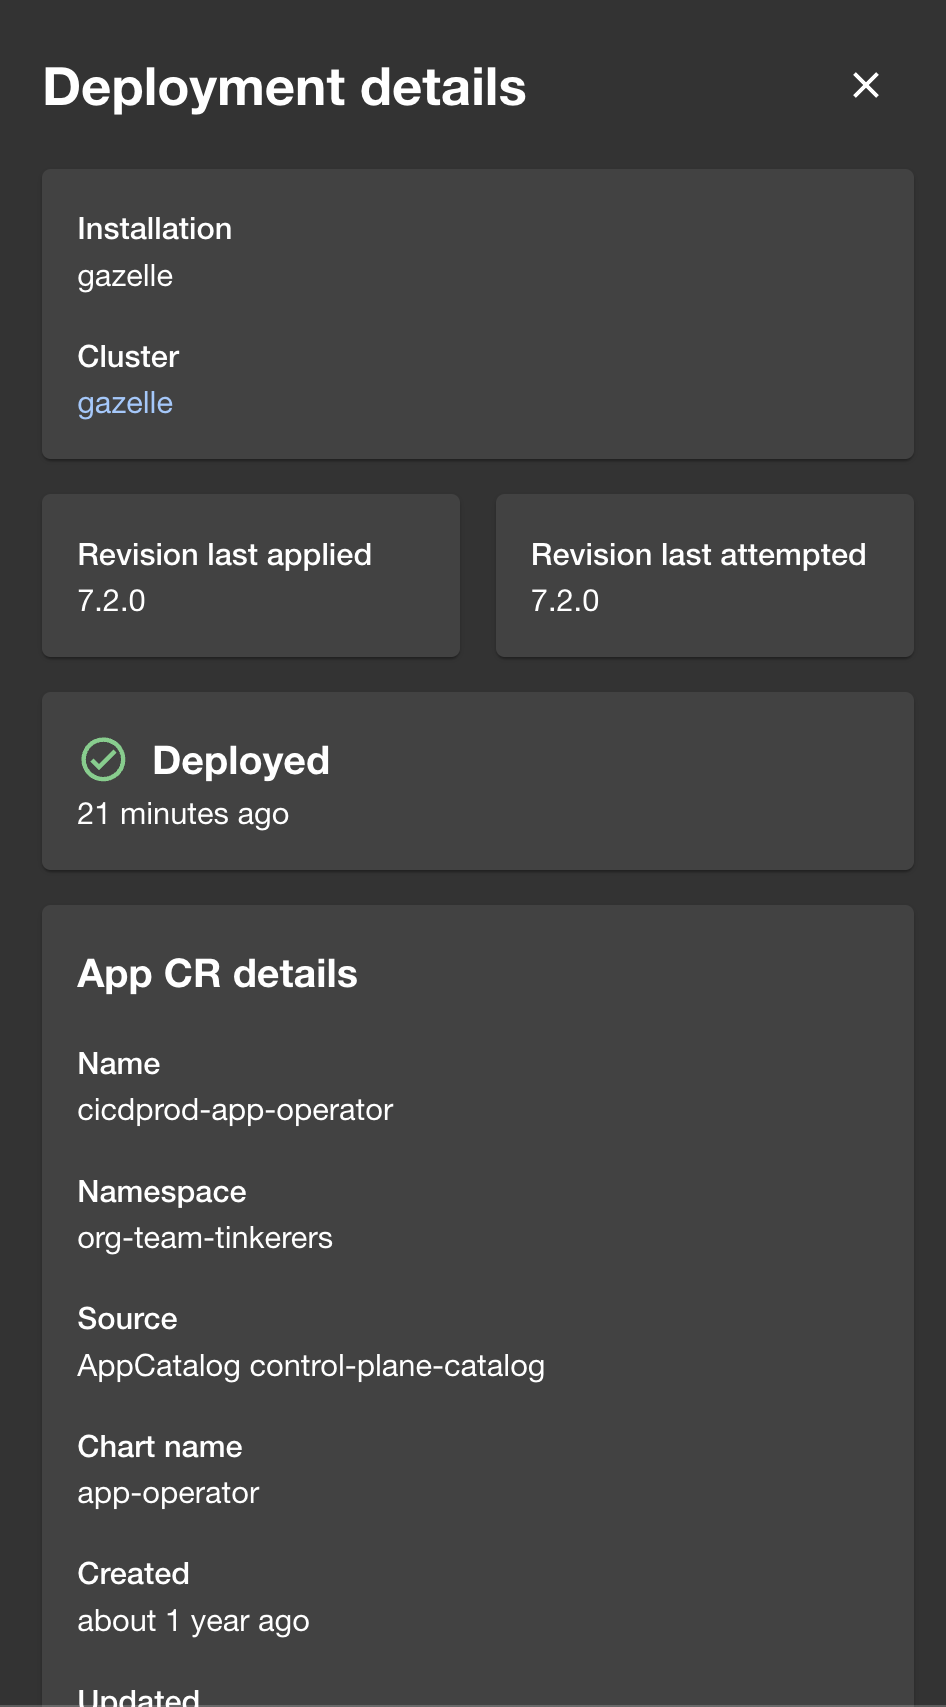 Deployment details
Installation
gazelle
Cluster
gazelle
Revision last applied
7.2.0
Revision last attempted
7.2.0
Deployed
21 minutes ago
App CR details
Name
cicdprod-app-operator
Namespace
org-team-tinkerers
Source
AppCatalog control-plane-catalog
Chart name
app-operator
Created
about 1 year ago
Updated